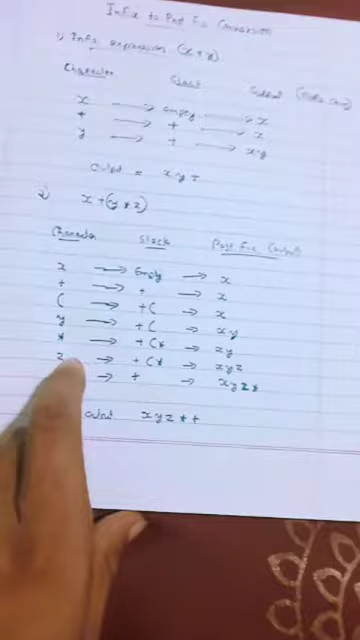 Infix to Post Fix Conversion
1) Infix expression (x + y)
Character Stack Output
x → empty → x
+ → + → x
y → + → xy
output = xy+
2) x + (y * z)
Character Stack Post Fix (output)
x → Empty → x
+ → + → x
( → +( → x
y → +( → xy
* → +(* → xy
z → +(* → xyz
→ + → xyz*
output xyz*+